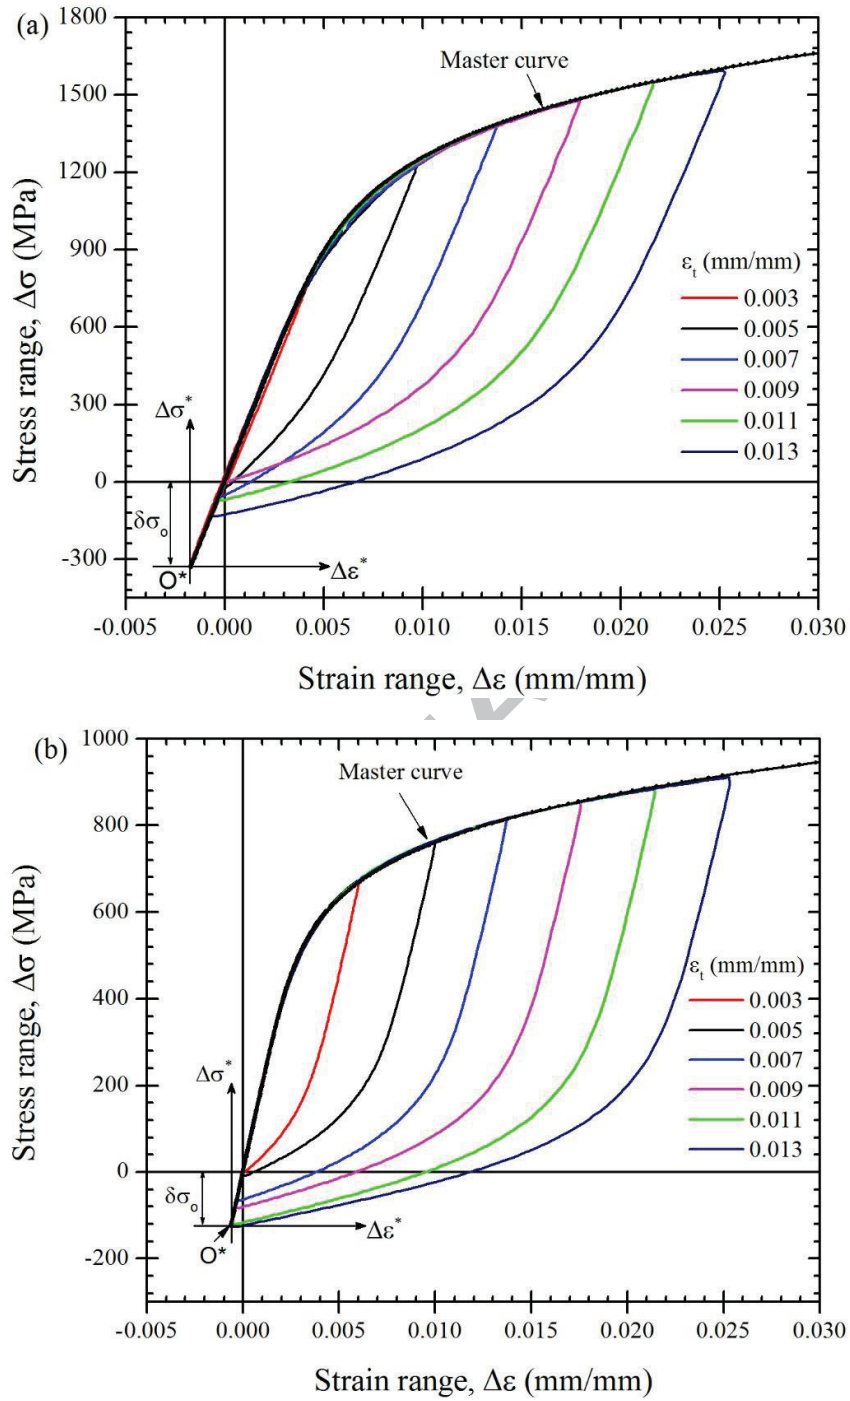 (a)
1800
1500
1200
900
600
300
0
-300
Stress range, Δσ (MPa)
Master curve
ε_t (mm/mm)
0.003
0.005
0.007
0.009
0.011
0.013
Δσ*
δσ_o
O*
Δε*
-0.005 0.000 0.005 0.010 0.015 0.020 0.025 0.030
Strain range, Δε (mm/mm)
(b)
1000
800
600
400
200
0
-200
Stress range, Δσ (MPa)
Master curve
ε_t (mm/mm)
0.003
0.005
0.007
0.009
0.011
0.013
Δσ*
δσ_o
O*
Δε*
-0.005 0.000 0.005 0.010 0.015 0.020 0.025 0.030
Strain range, Δε (mm/mm)